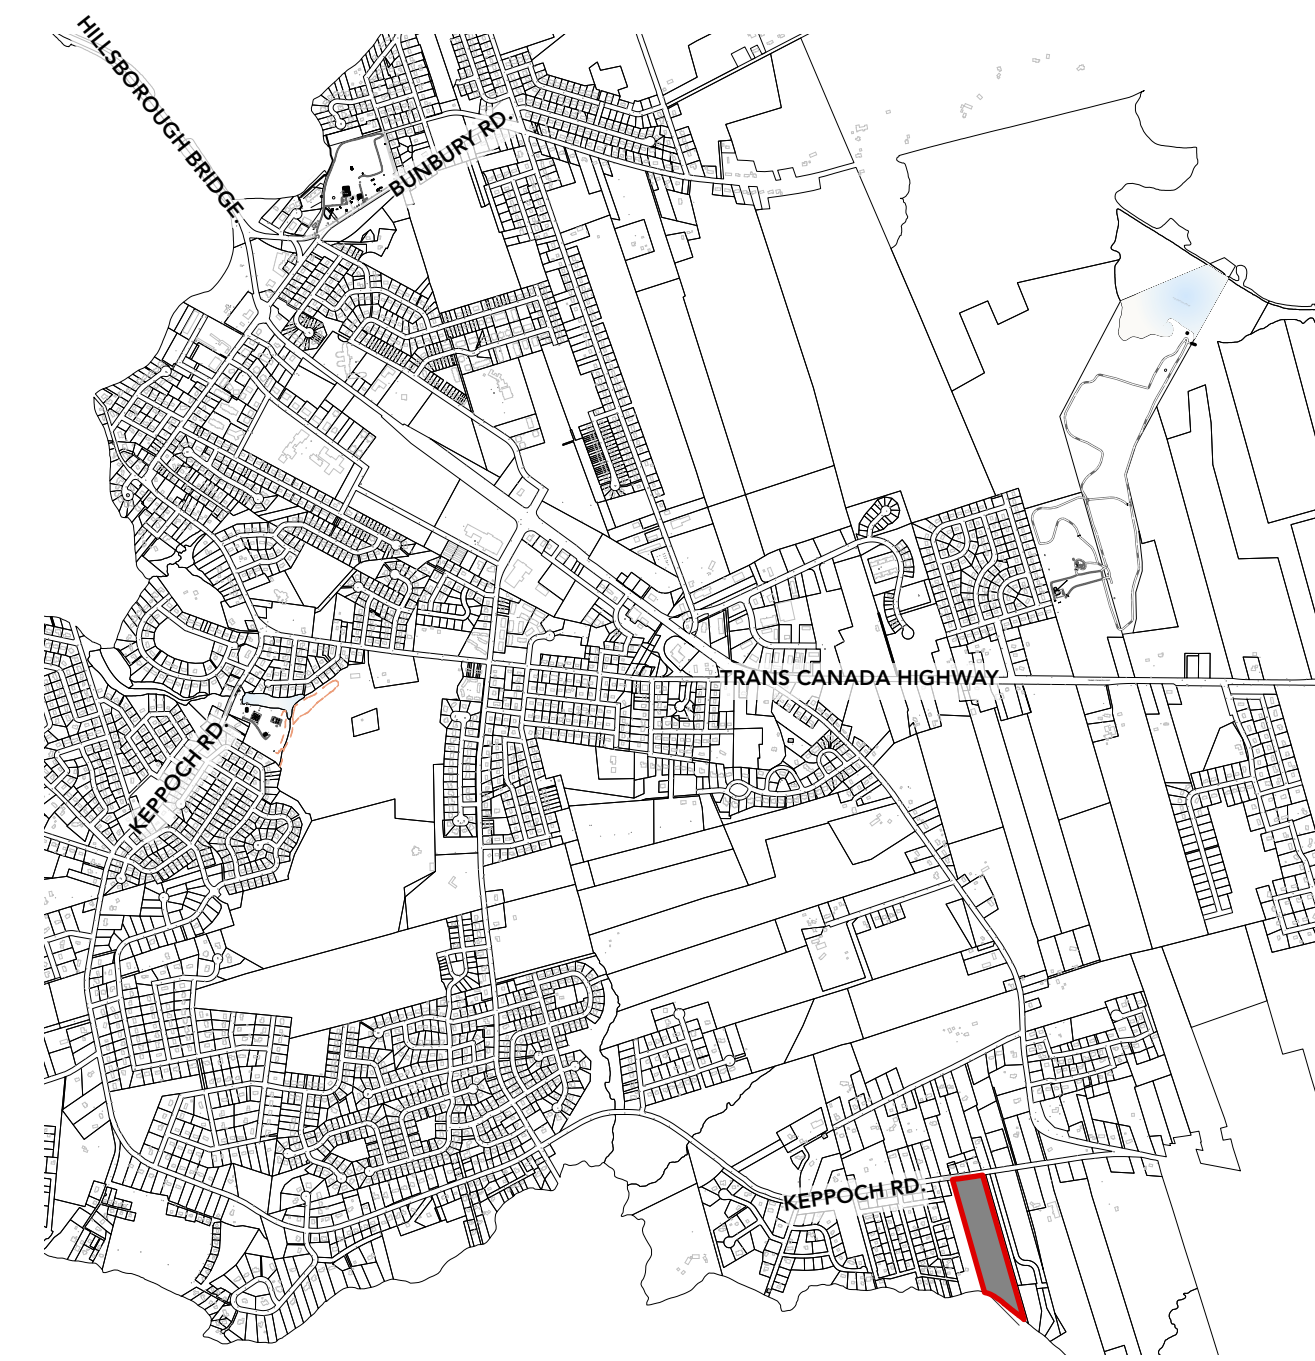 HILLSBOROUGH BRIDGE.
BUNBURY RD.
TRANS CANADA HIGHWAY
KEPPOCH RD.
KEPPOCH RD.